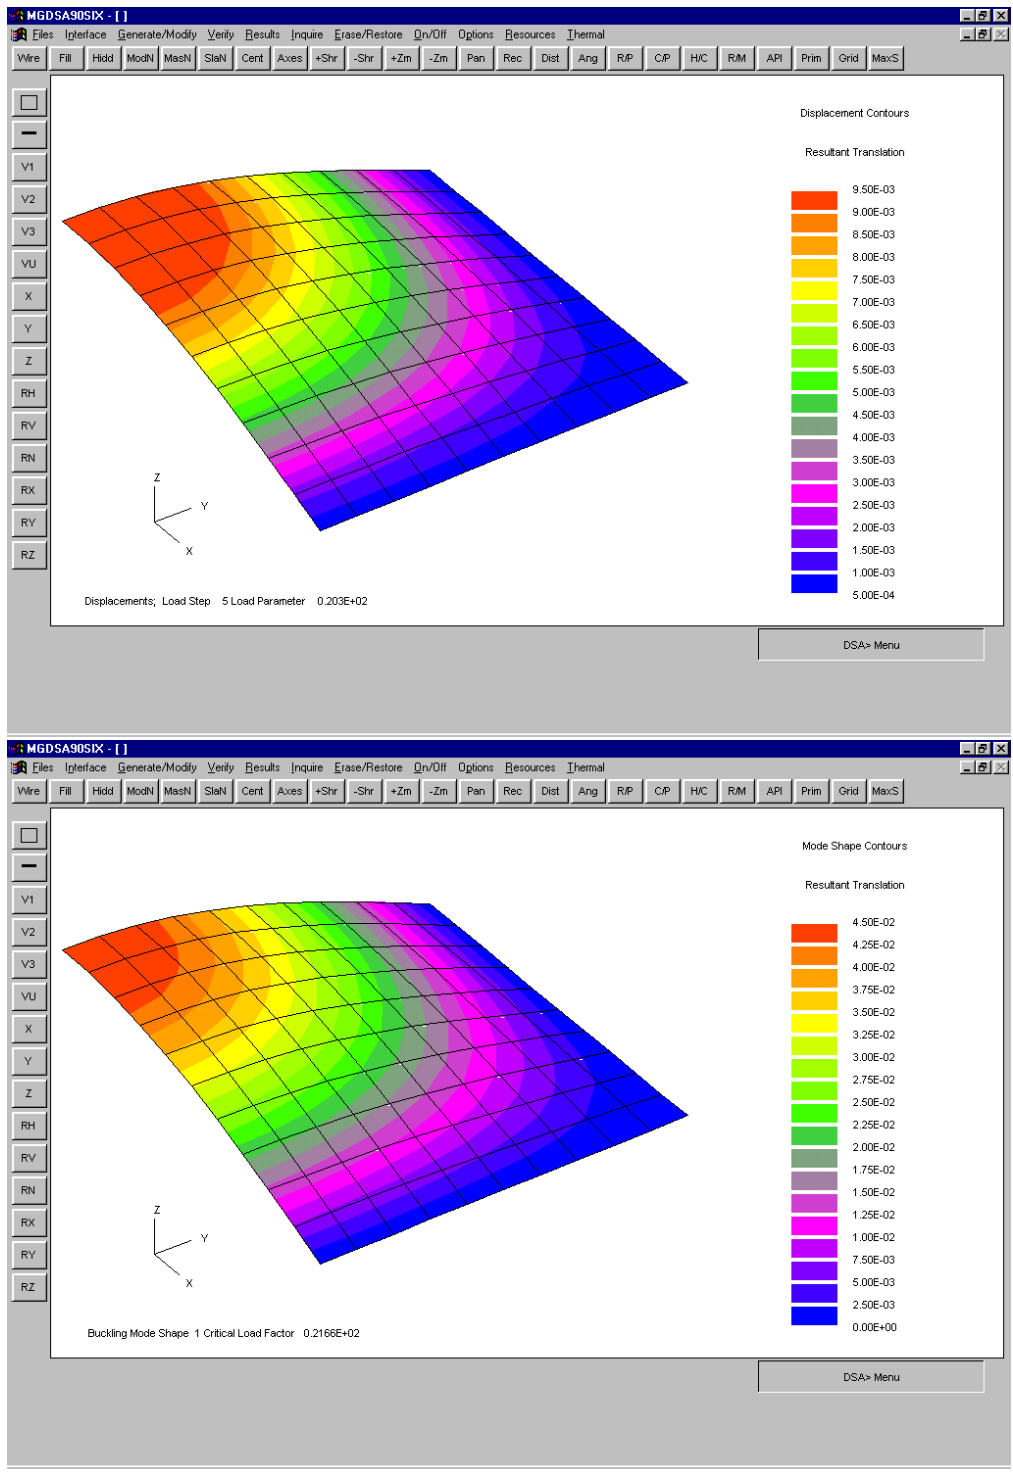 MGDSA90SIX - [ ]
Files Interface Generate/Modify Verify Results Inquire Erase/Restore On/Off Options Resources Thermal
Wire Fill Hidd ModN MasN SlaN Cent Axes +Shr -Shr +Zm -Zm Pan Rec Dist Ang R/P C/P H/C R/M API Prim Grid MaxS
V1
V2
V3
VU
X
Y
Z
RH
RV
RN
RX
RY
RZ
Displacement Contours
Resultant Translation
9.50E-03
9.00E-03
8.50E-03
8.00E-03
7.50E-03
7.00E-03
6.50E-03
6.00E-03
5.50E-03
5.00E-03
4.50E-03
4.00E-03
3.50E-03
3.00E-03
2.50E-03
2.00E-03
1.50E-03
1.00E-03
5.00E-04
Z
Y
X
Displacements; Load Step 5 Load Parameter 0.203E+02
DSA> Menu
MGDSA90SIX - [ ]
Files Interface Generate/Modify Verify Results Inquire Erase/Restore On/Off Options Resources Thermal
Wire Fill Hidd ModN MasN SlaN Cent Axes +Shr -Shr +Zm -Zm Pan Rec Dist Ang R/P C/P H/C R/M API Prim Grid MaxS
V1
V2
V3
VU
X
Y
Z
RH
RV
RN
RX
RY
RZ
Mode Shape Contours
Resultant Translation
4.50E-02
4.25E-02
4.00E-02
3.75E-02
3.50E-02
3.25E-02
3.00E-02
2.75E-02
2.50E-02
2.25E-02
2.00E-02
1.75E-02
1.50E-02
1.25E-02
1.00E-02
7.50E-03
5.00E-03
2.50E-03
0.00E+00
Z
Y
X
Buckling Mode Shape 1 Critical Load Factor 0.2166E+02
DSA> Menu